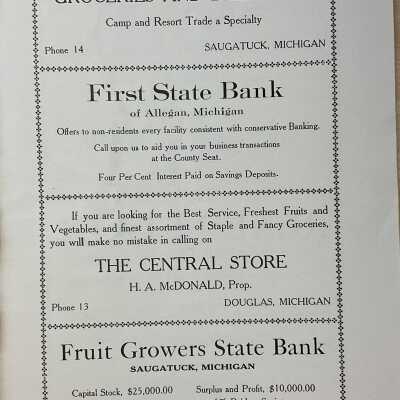 Camp and Resort Trade a Specialty
Phone 14 SAUGATUCK, MICHIGAN
First State Bank
of Allegan, Michigan
Offers to non-residents every facility consistent with conservative Banking.
Call upon us to aid you in your business transactions
at the County Seat.
Four Per Cent Interest Paid on Savings Deposits.
If you are looking for the Best Service, Freshest Fruits and
Vegetables, and finest assortment of Staple and Fancy Groceries,
you will make no mistake in calling on
THE CENTRAL STORE
H. A. McDONALD, Prop.
Phone 13 DOUGLAS, MICHIGAN
Fruit Growers State Bank
SAUGATUCK, MICHIGAN
Capital Stock, $25,000.00 Surplus and Profit, $10,000.00